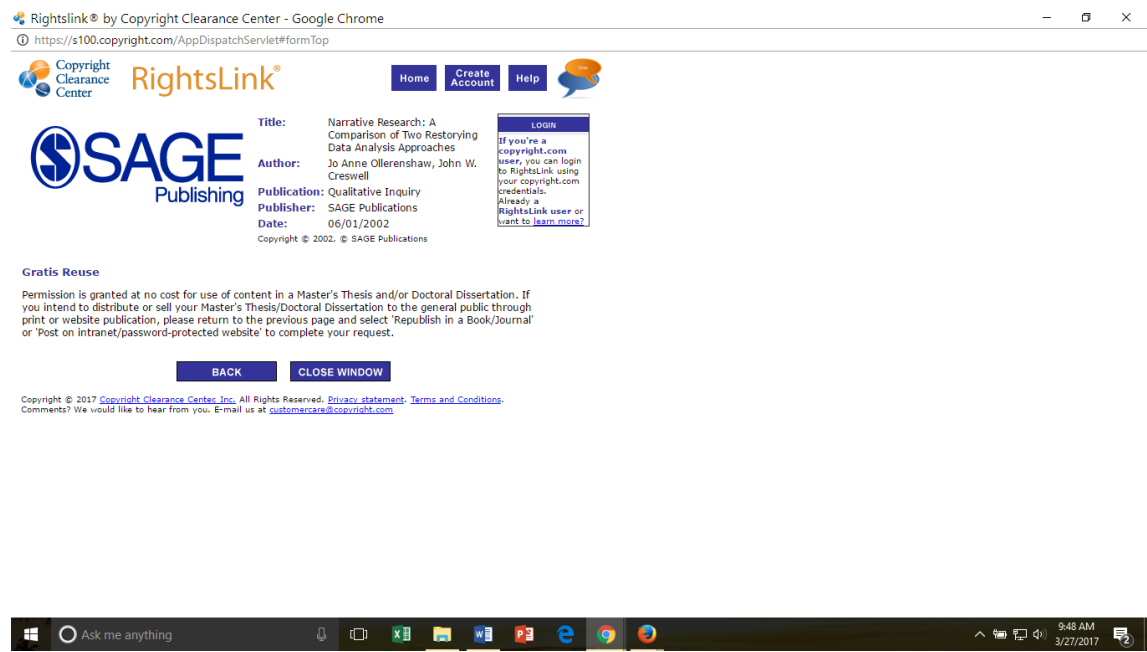 Rightslink® by Copyright Clearance Center - Google Chrome
https://s100.copyright.com/AppDispatchServlet#formTop
Copyright
Clearance
Center
RightsLink®
Home
Create
Account
Help
Chat
SAGE
Publishing
Title: Narrative Research: A
Comparison of Two Restorying
Data Analysis Approaches
Author: Jo Anne Ollerenshaw, John W.
Creswell
Publication: Qualitative Inquiry
Publisher: SAGE Publications
Date: 06/01/2002
Copyright © 2002, © SAGE Publications
LOGIN
If you're a
copyright.com
user, you can login
to RightsLink using
your copyright.com
credentials.
Already a
RightsLink user or
want to learn more?
Gratis Reuse
Permission is granted at no cost for use of content in a Master's Thesis and/or Doctoral Dissertation. If
you intend to distribute or sell your Master's Thesis/Doctoral Dissertation to the general public through
print or website publication, please return to the previous page and select 'Republish in a Book/Journal'
or 'Post on intranet/password-protected website' to complete your request.
BACK
CLOSE WINDOW
Copyright © 2017 Copyright Clearance Center, Inc. All Rights Reserved. Privacy statement. Terms and Conditions.
Comments? We would like to hear from you. E-mail us at customercare@copyright.com
Ask me anything
9:48 AM
3/27/2017
2